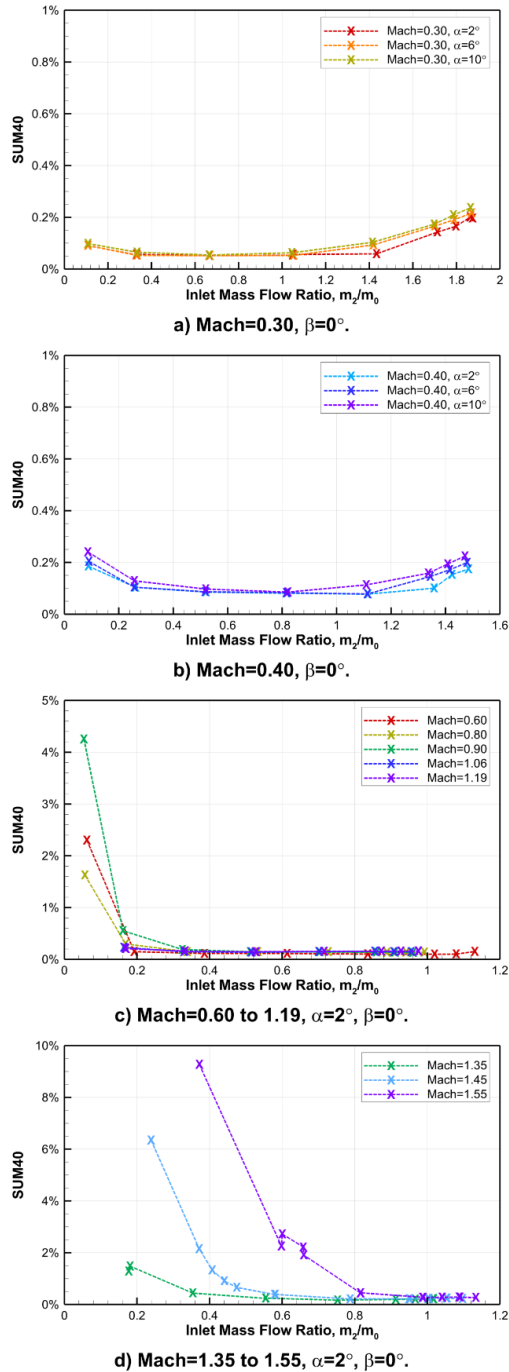 1%
0.8%
0.6%
0.4%
0.2%
0%
SUM40
Mach=0.30, α=2°
Mach=0.30, α=6°
Mach=0.30, α=10°
0 0.2 0.4 0.6 0.8 1 1.2 1.4 1.6 1.8 2
Inlet Mass Flow Ratio, m₂/m₀
a) Mach=0.30, β=0°.
1%
0.8%
0.6%
0.4%
0.2%
0%
SUM40
Mach=0.40, α=2°
Mach=0.40, α=6°
Mach=0.40, α=10°
0 0.2 0.4 0.6 0.8 1 1.2 1.4 1.6
Inlet Mass Flow Ratio, m₂/m₀
b) Mach=0.40, β=0°.
5%
4%
3%
2%
1%
0%
SUM40
Mach=0.60
Mach=0.80
Mach=0.90
Mach=1.06
Mach=1.19
0 0.2 0.4 0.6 0.8 1 1.2
Inlet Mass Flow Ratio, m₂/m₀
c) Mach=0.60 to 1.19, α=2°, β=0°.
10%
8%
6%
4%
2%
0%
SUM40
Mach=1.35
Mach=1.45
Mach=1.55
0 0.2 0.4 0.6 0.8 1 1.2
Inlet Mass Flow Ratio, m₂/m₀
d) Mach=1.35 to 1.55, α=2°, β=0°.